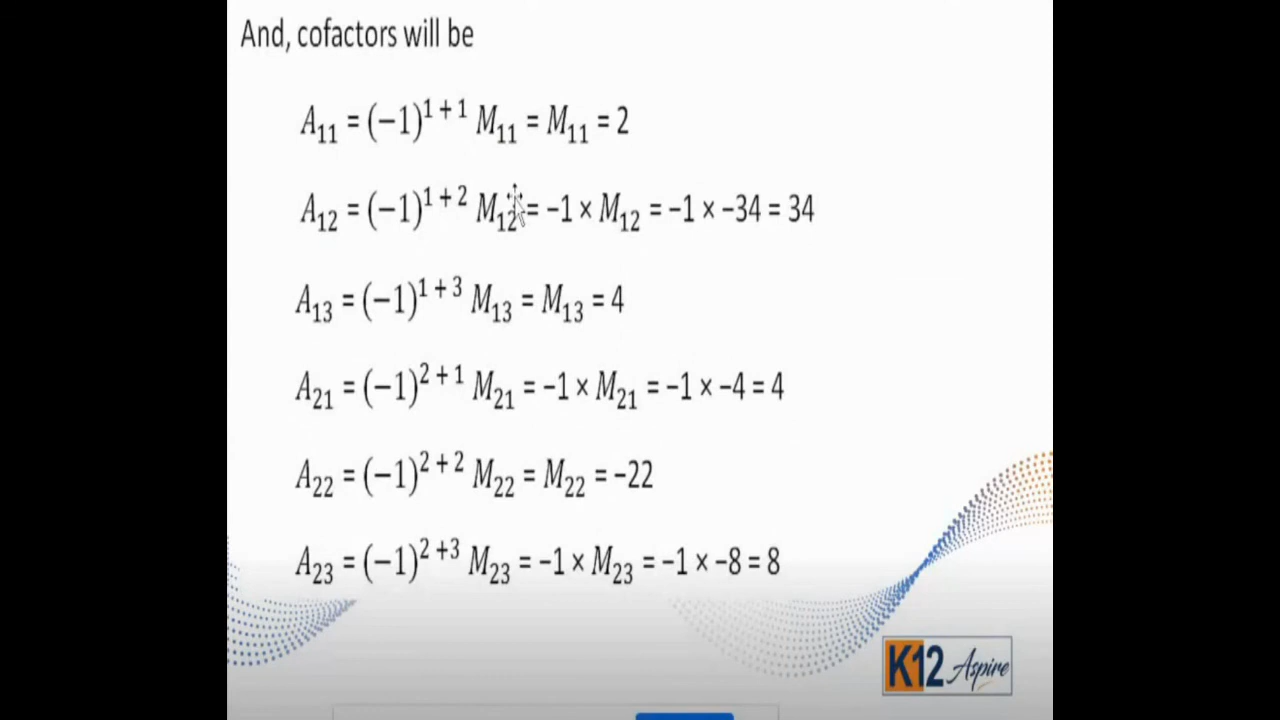 And, cofactors will be
A₁₁ = (−1)¹⁺¹ M₁₁ = M₁₁ = 2
A₁₂ = (−1)¹⁺² M₁₂ = −1 × M₁₂ = −1 × −34 = 34
A₁₃ = (−1)¹⁺³ M₁₃ = M₁₃ = 4
A₂₁ = (−1)²⁺¹ M₂₁ = −1 × M₂₁ = −1 × −4 = 4
A₂₂ = (−1)²⁺² M₂₂ = M₂₂ = −22
A₂₃ = (−1)²⁺³ M₂₃ = −1 × M₂₃ = −1 × −8 = 8
K12 Aspire